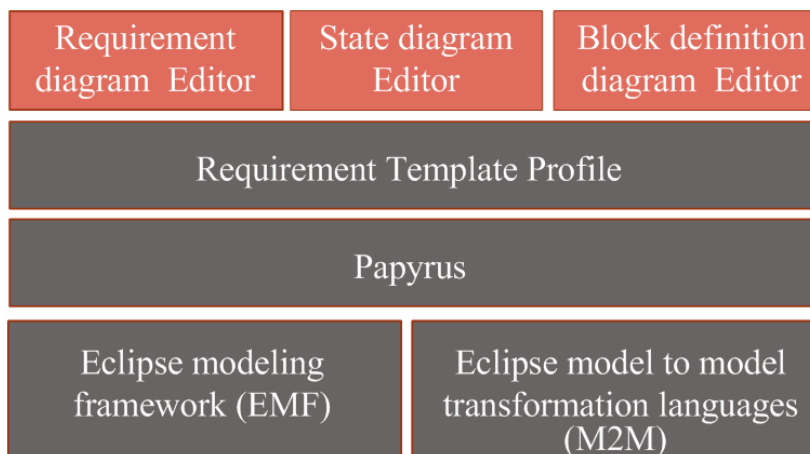 Requirement
diagram Editor
State diagram
Editor
Block definition
diagram Editor
Requirement Template Profile
Papyrus
Eclipse modeling
framework (EMF)
Eclipse model to model
transformation languages
(M2M)